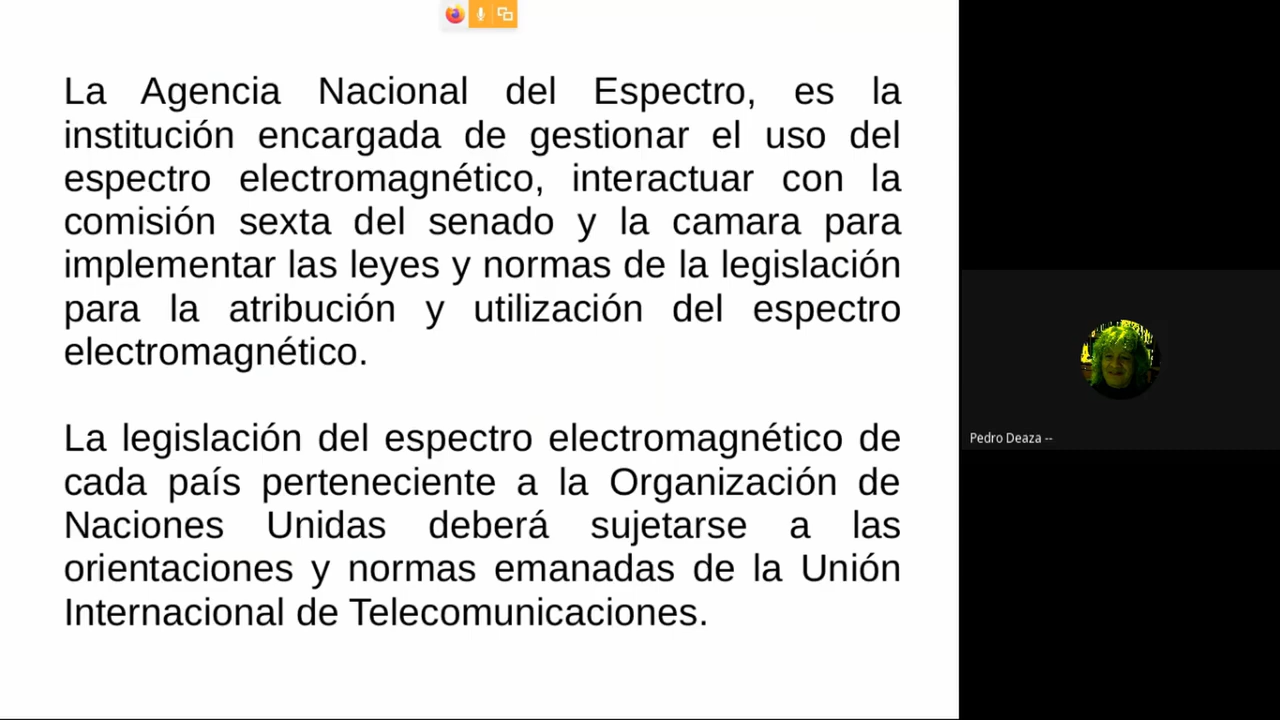 La Agencia Nacional del Espectro, es la
institución encargada de gestionar el uso del
espectro electromagnético, interactuar con la
comisión sexta del senado y la camara para
implementar las leyes y normas de la legislación
para la atribución y utilización del espectro
electromagnético.
La legislación del espectro electromagnético de
cada país perteneciente a la Organización de
Naciones Unidas deberá sujetarse a las
orientaciones y normas emanadas de la Unión
Internacional de Telecomunicaciones.
Pedro Deaza --